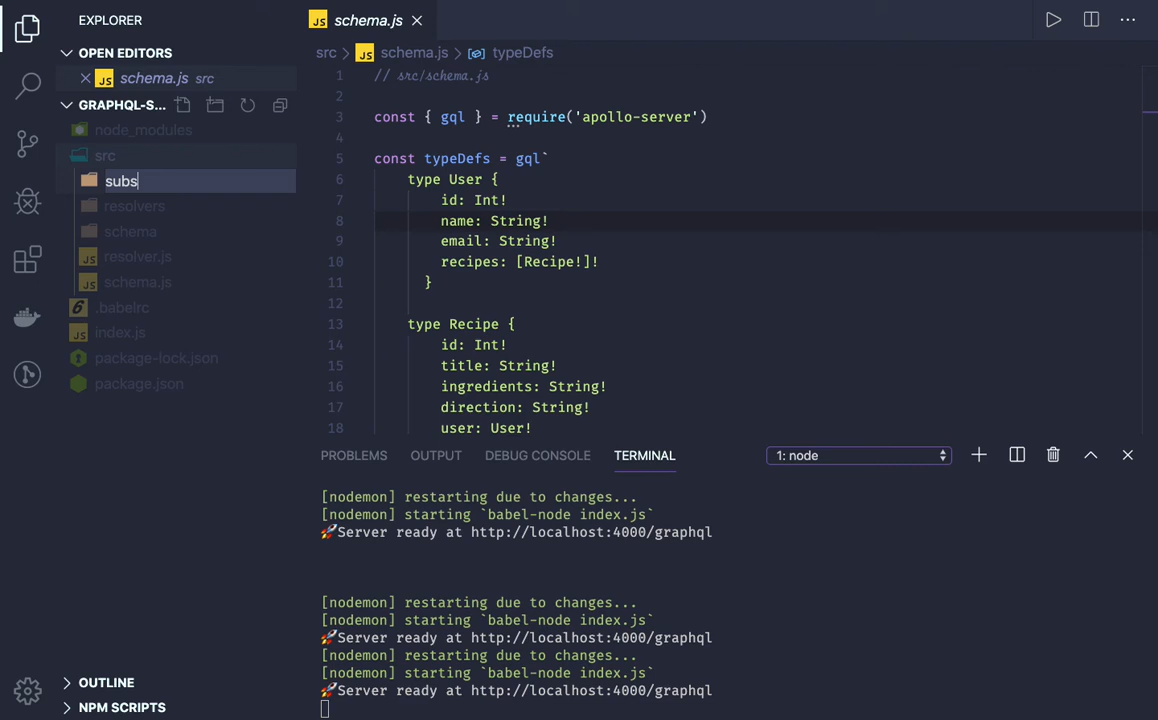 EXPLORER
OPEN EDITORS
JS schema.js src
GRAPHQL-S...
node_modules
src
subs
resolvers
schema
JS resolver.js
JS schema.js
6 .babelrc
JS index.js
package-lock.json
package.json
OUTLINE
NPM SCRIPTS
JS schema.js
src > JS schema.js > typeDefs
1 // src/schema.js
2
3 const { gql } = require('apollo-server')
4
5 const typeDefs = gql`
6 type User {
7 id: Int!
8 name: String!
9 email: String!
10 recipes: [Recipe!]!
11 }
12
13 type Recipe {
14 id: Int!
15 title: String!
16 ingredients: String!
17 direction: String!
18 user: User!
PROBLEMS OUTPUT DEBUG CONSOLE TERMINAL 1: node
[nodemon] restarting due to changes...
[nodemon] starting `babel-node index.js`
🚀Server ready at http://localhost:4000/graphql
[nodemon] restarting due to changes...
[nodemon] starting `babel-node index.js`
🚀Server ready at http://localhost:4000/graphql
[nodemon] restarting due to changes...
[nodemon] starting `babel-node index.js`
🚀Server ready at http://localhost:4000/graphql